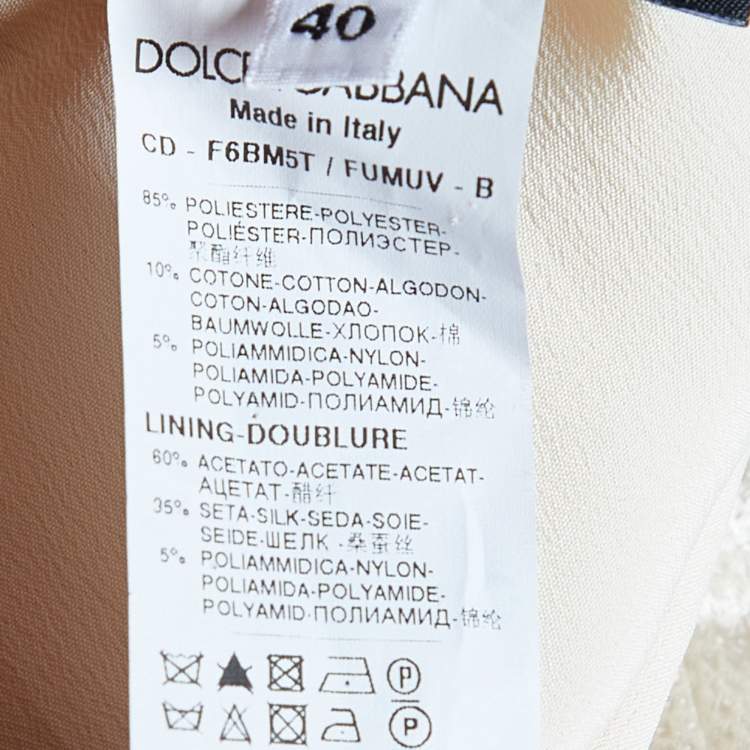 40
DOLC ABBANA
Made in Italy
CD - F6BM5T / FUMUV - B
85% POLIESTERE-POLYESTER-
POLIÉSTER-ПОЛИЭСТЕР-
聚酯纤维
10% COTONE-COTTON-ALGODON-
COTON-ALGODAO-
BAUMWOLLE-ХЛОПОК-棉
5% POLIAMMIDICA-NYLON-
POLIAMIDA-POLYAMIDE-
POLYAMID-ПОЛИАМИД-锦纶
LINING-DOUBLURE
60% ACETATO-ACETATE-ACETAT-
АЦЕТАТ-醋纤
35% SETA-SILK-SEDA-SOIE-
SEIDE-ШЕЛК -桑蚕丝
5% POLIAMMIDICA-NYLON-
POLIAMIDA-POLYAMIDE-
POLYAMID-ПОЛИАМИД-锦纶
P
P